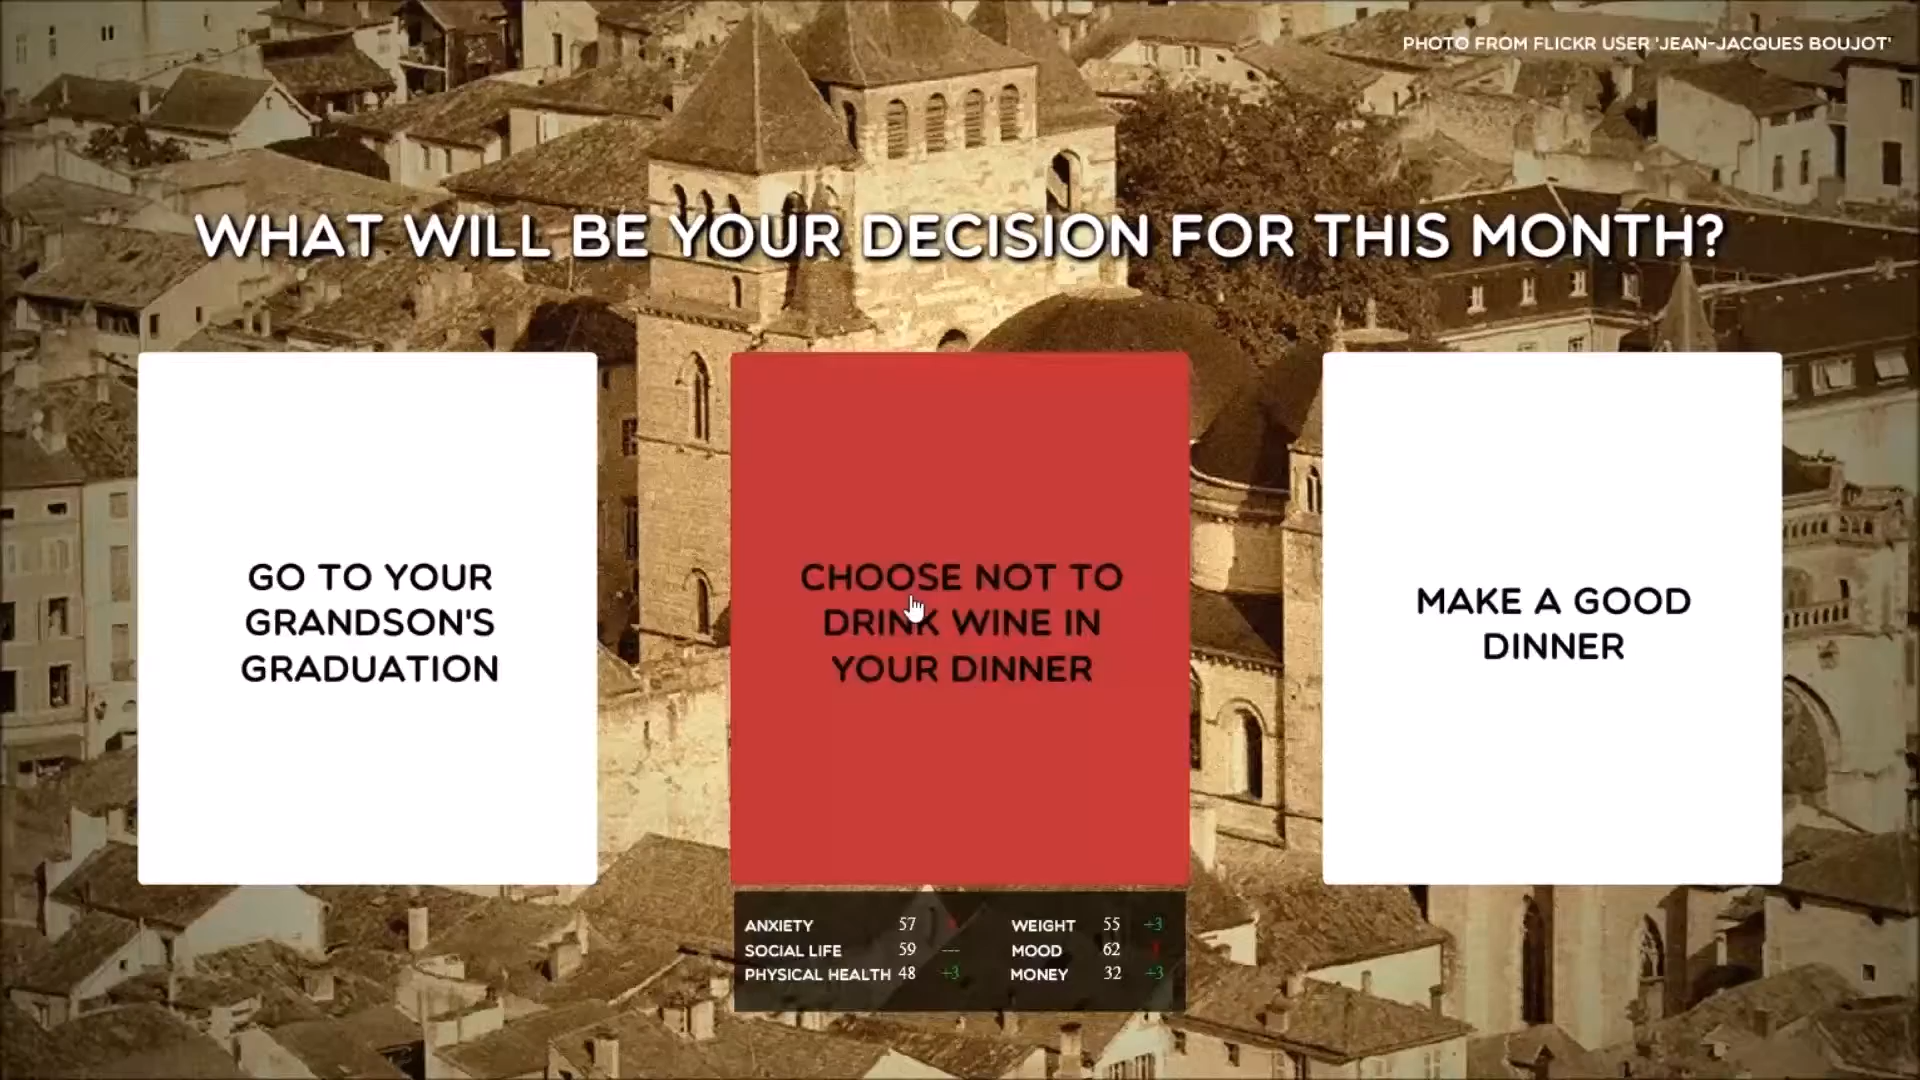 PHOTO FROM FLICKR USER 'JEAN-JACQUES BOUJOT'
WHAT WILL BE YOUR DECISION FOR THIS MONTH?
GO TO YOUR
GRANDSON'S
GRADUATION
CHOOSE NOT TO
DRINK WINE IN
YOUR DINNER
MAKE A GOOD
DINNER
ANXIETY 57
SOCIAL LIFE 59 ---
PHYSICAL HEALTH 48 +3
WEIGHT 55 +3
MOOD 62
MONEY 32 +3